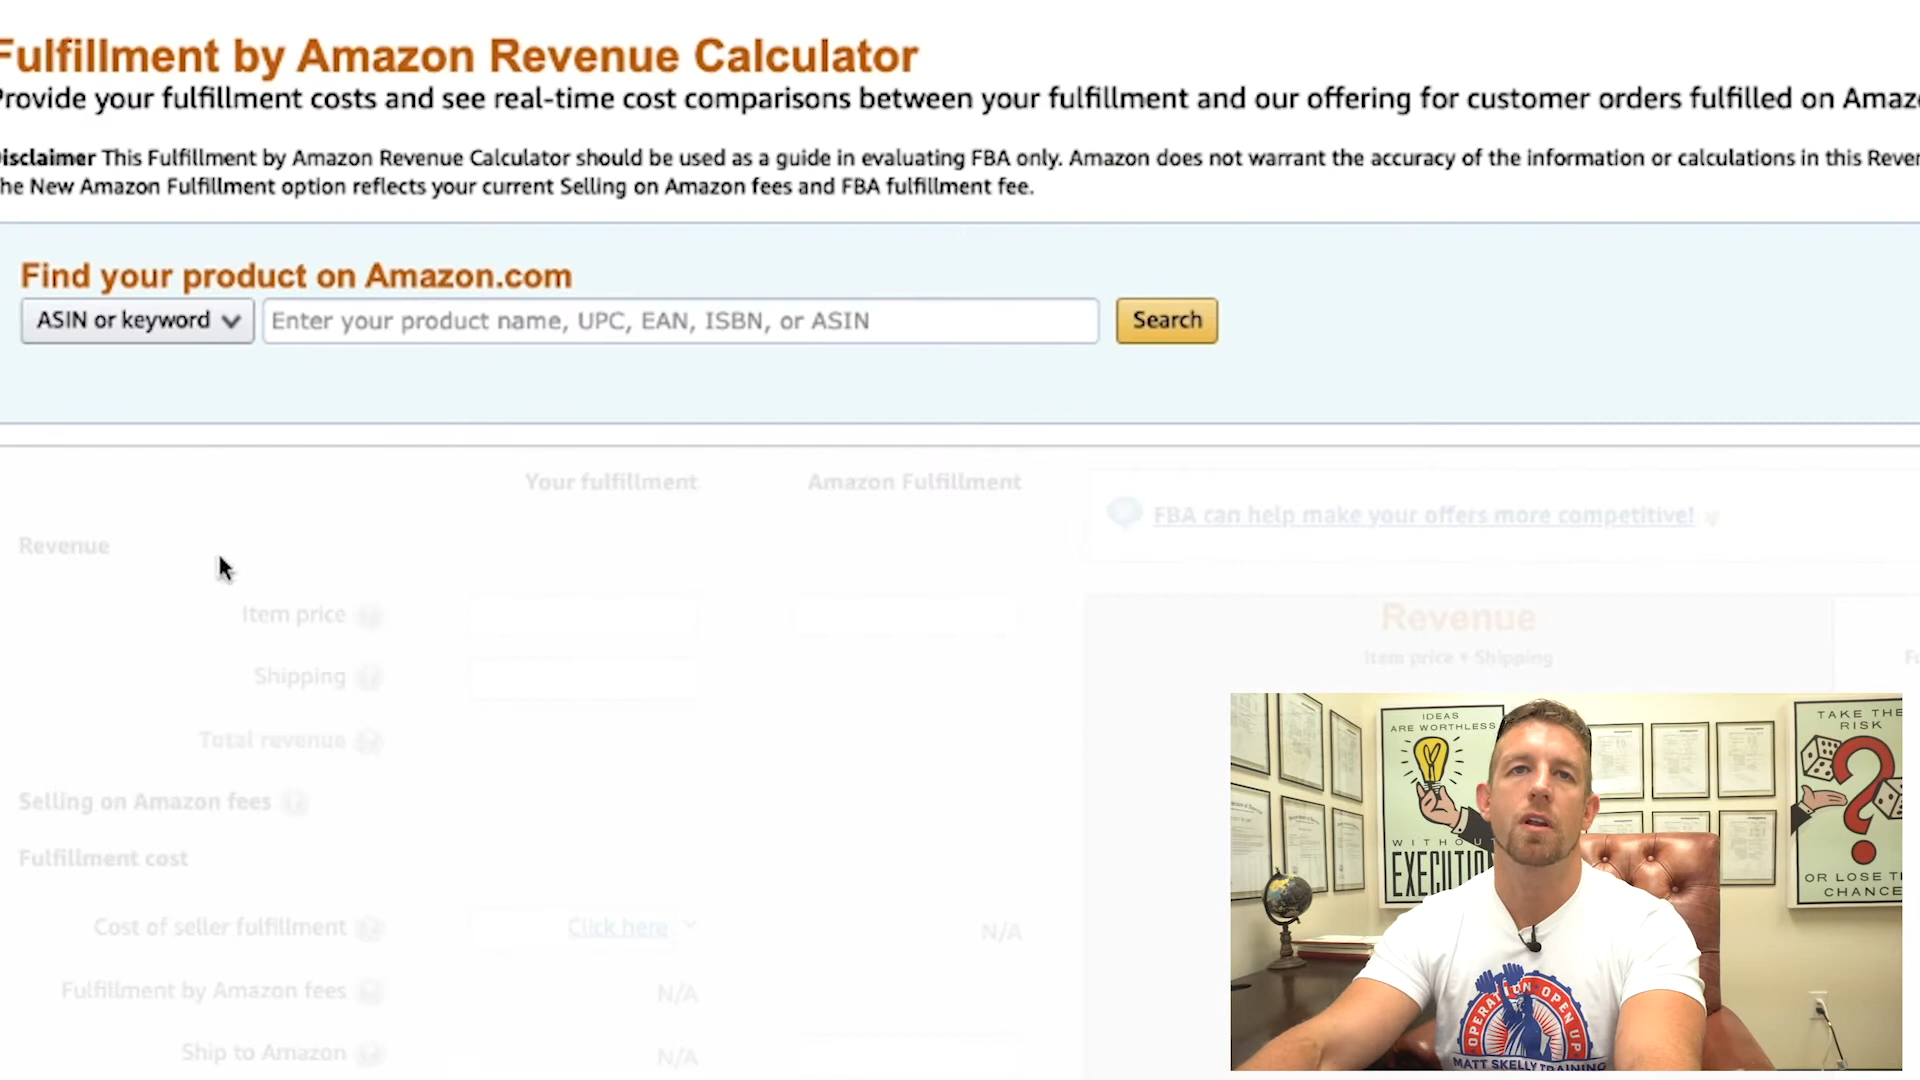 Fulfillment by Amazon Revenue Calculator
Provide your fulfillment costs and see real-time cost comparisons between your fulfillment and our offering for customer orders fulfilled on Amaz
isclaimer This Fulfillment by Amazon Revenue Calculator should be used as a guide in evaluating FBA only. Amazon does not warrant the accuracy of the information or calculations in this Reve
he New Amazon Fulfillment option reflects your current Selling on Amazon fees and FBA fulfillment fee.
Find your product on Amazon.com
ASIN or keyword Enter your product name, UPC, EAN, ISBN, or ASIN Search
Your fulfillment Amazon Fulfillment
FBA can help make your offers more competitive!
Revenue
Item price
Shipping
Total revenue
Selling on Amazon fees
Fulfillment cost
Cost of seller fulfillment Click here N/A
Fulfillment by Amazon fees N/A
Ship to Amazon N/A
Revenue
Item price + Shipping
IDEAS
ARE WORTHLESS
WITHOU
EXECUTION
TAKE THE
RISK
OR LOSE T
CHANCE
OPERATION OPEN UP
MATT SKELLY TRAINING